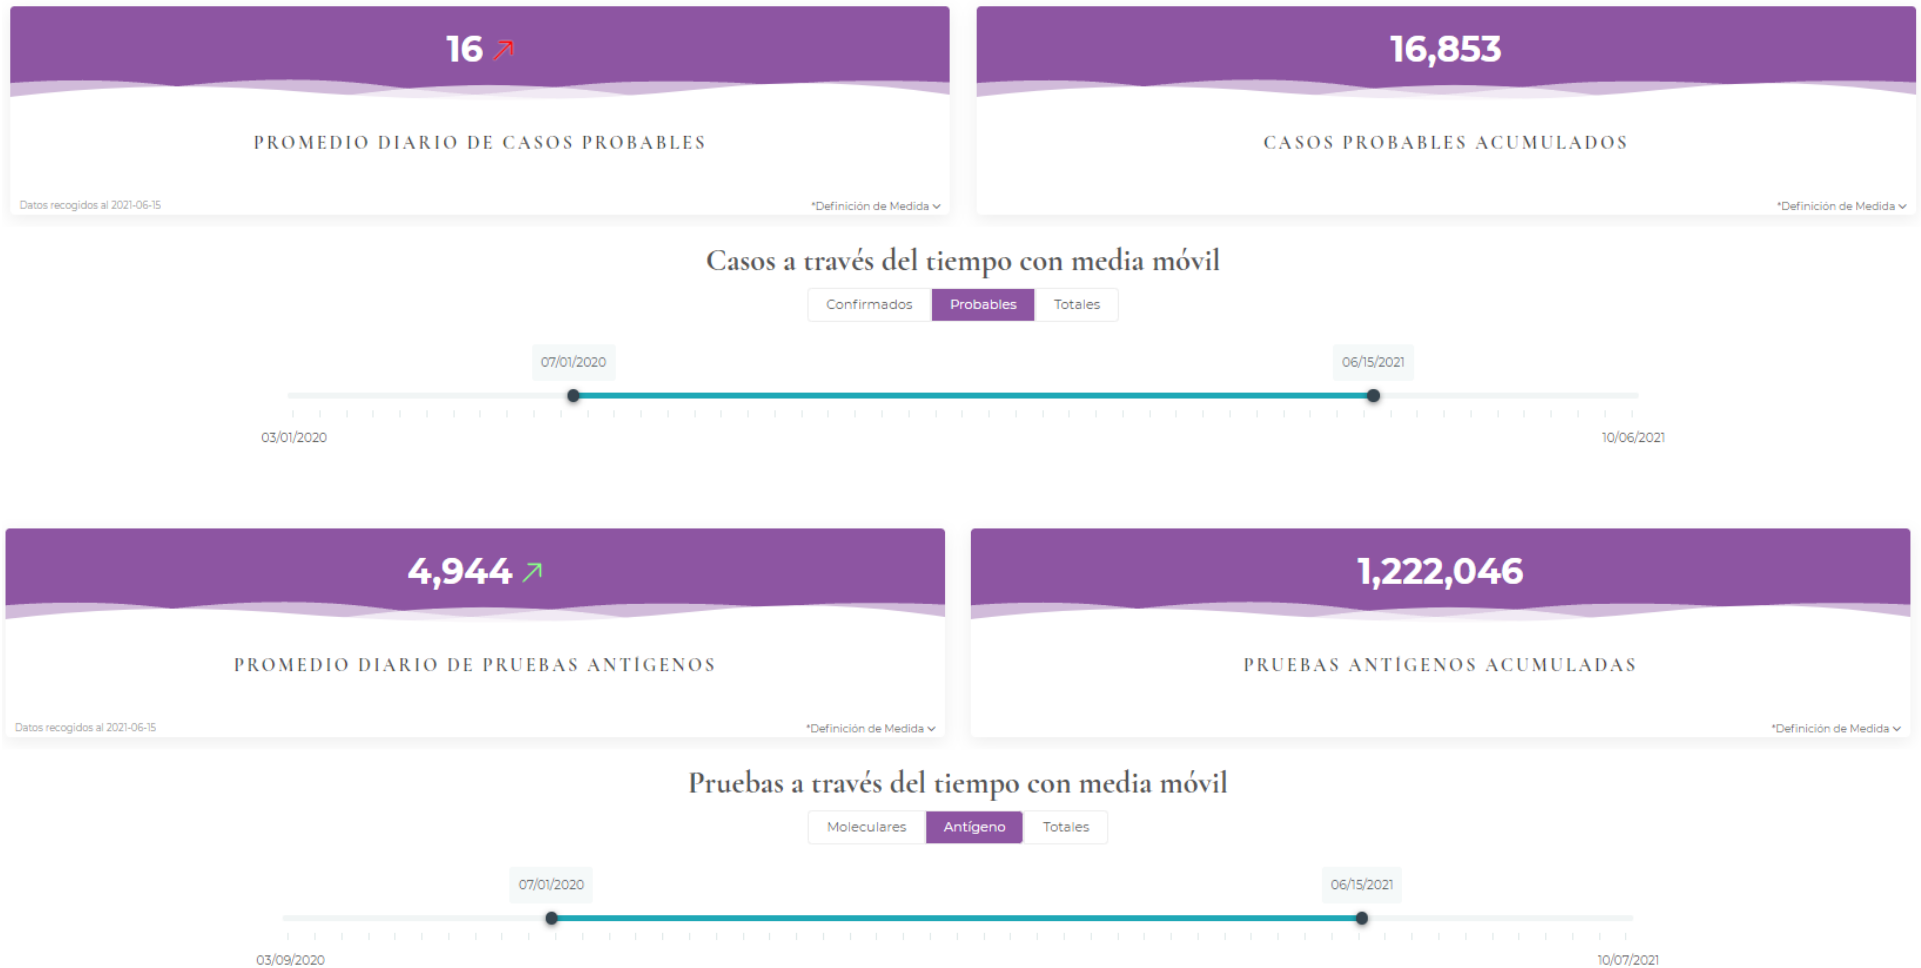 16
16,853
PROMEDIO DIARIO DE CASOS PROBABLES
CASOS PROBABLES ACUMULADOS
Datos recogidos al 2021-06-15
*Definición de Medida
*Definición de Medida
Casos a través del tiempo con media móvil
Confirmados Probables Totales
07/01/2020 06/15/2021
03/01/2020 10/06/2021
4,944
1,222,046
PROMEDIO DIARIO DE PRUEBAS ANTÍGENOS
PRUEBAS ANTÍGENOS ACUMULADAS
Datos recogidos al 2021-06-15
*Definición de Medida
*Definición de Medida
Pruebas a través del tiempo con media móvil
Moleculares Antígeno Totales
07/01/2020 06/15/2021
03/09/2020 10/07/2021